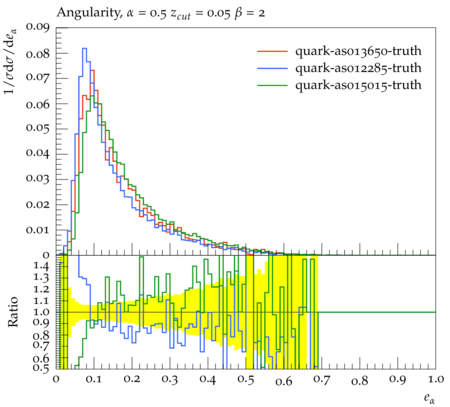 Angularity, α = 0.5 z_cut = 0.05 β = 2
1/σdσ/de_α
0.09
0.08
0.07
0.06
0.05
0.04
0.03
0.02
0.01
0
quark-as013650-truth
quark-as012285-truth
quark-as015015-truth
Ratio
1.4
1.3
1.2
1.1
1.0
0.9
0.8
0.7
0.6
0.5
0 0.1 0.2 0.3 0.4 0.5 0.6 0.7 0.8 0.9 1.0
e_α